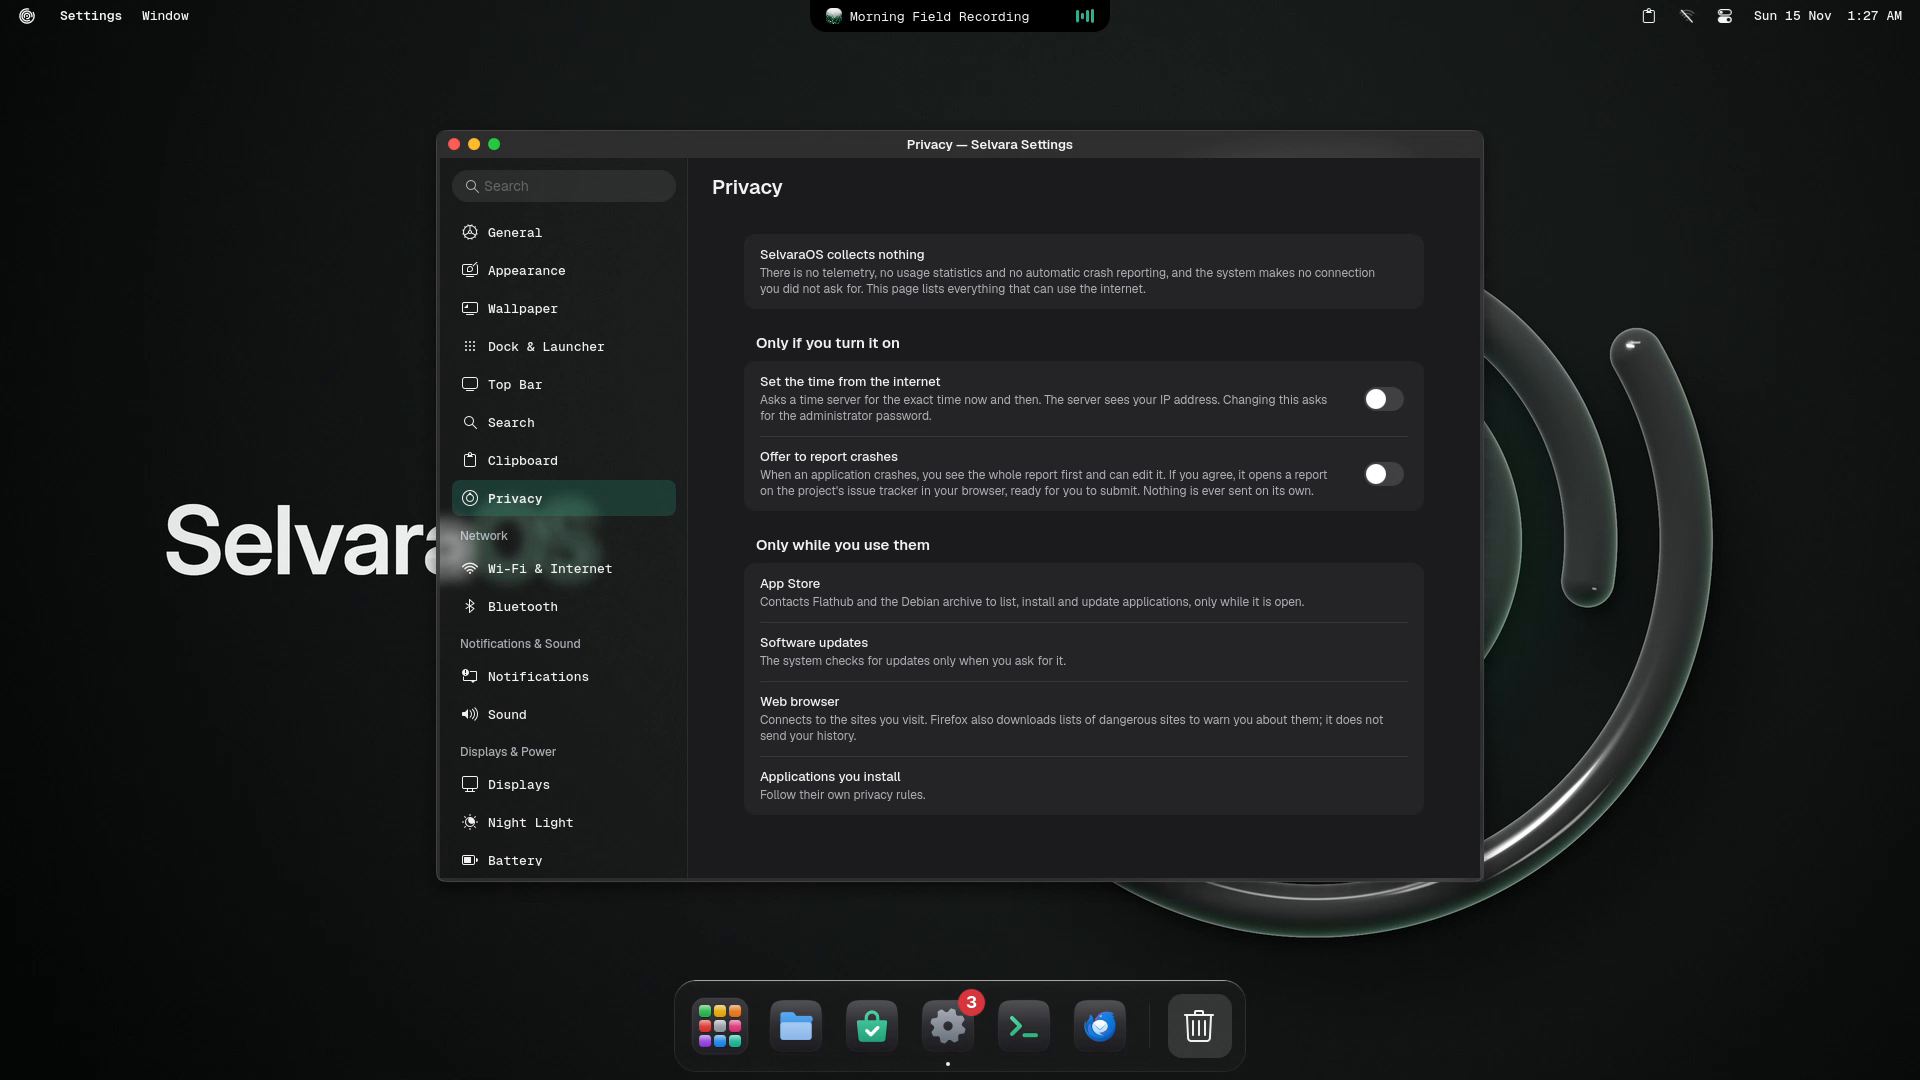 Settings Window
Morning Field Recording
Sun 15 Nov 1:27 AM
Privacy — Selvara Settings
Search
General
Appearance
Wallpaper
Dock & Launcher
Top Bar
Search
Clipboard
Privacy
Network
Wi-Fi & Internet
Bluetooth
Notifications & Sound
Notifications
Sound
Displays & Power
Displays
Night Light
Battery
Privacy
SelvaraOS collects nothing
There is no telemetry, no usage statistics and no automatic crash reporting, and the system makes no connection
you did not ask for. This page lists everything that can use the internet.
Only if you turn it on
Set the time from the internet
Asks a time server for the exact time now and then. The server sees your IP address. Changing this asks
for the administrator password.
Offer to report crashes
When an application crashes, you see the whole report first and can edit it. If you agree, it opens a report
on the project's issue tracker in your browser, ready for you to submit. Nothing is ever sent on its own.
Only while you use them
App Store
Contacts Flathub and the Debian archive to list, install and update applications, only while it is open.
Software updates
The system checks for updates only when you ask for it.
Web browser
Connects to the sites you visit. Firefox also downloads lists of dangerous sites to warn you about them; it does not
send your history.
Applications you install
Follow their own privacy rules.
SelvaraOS
3